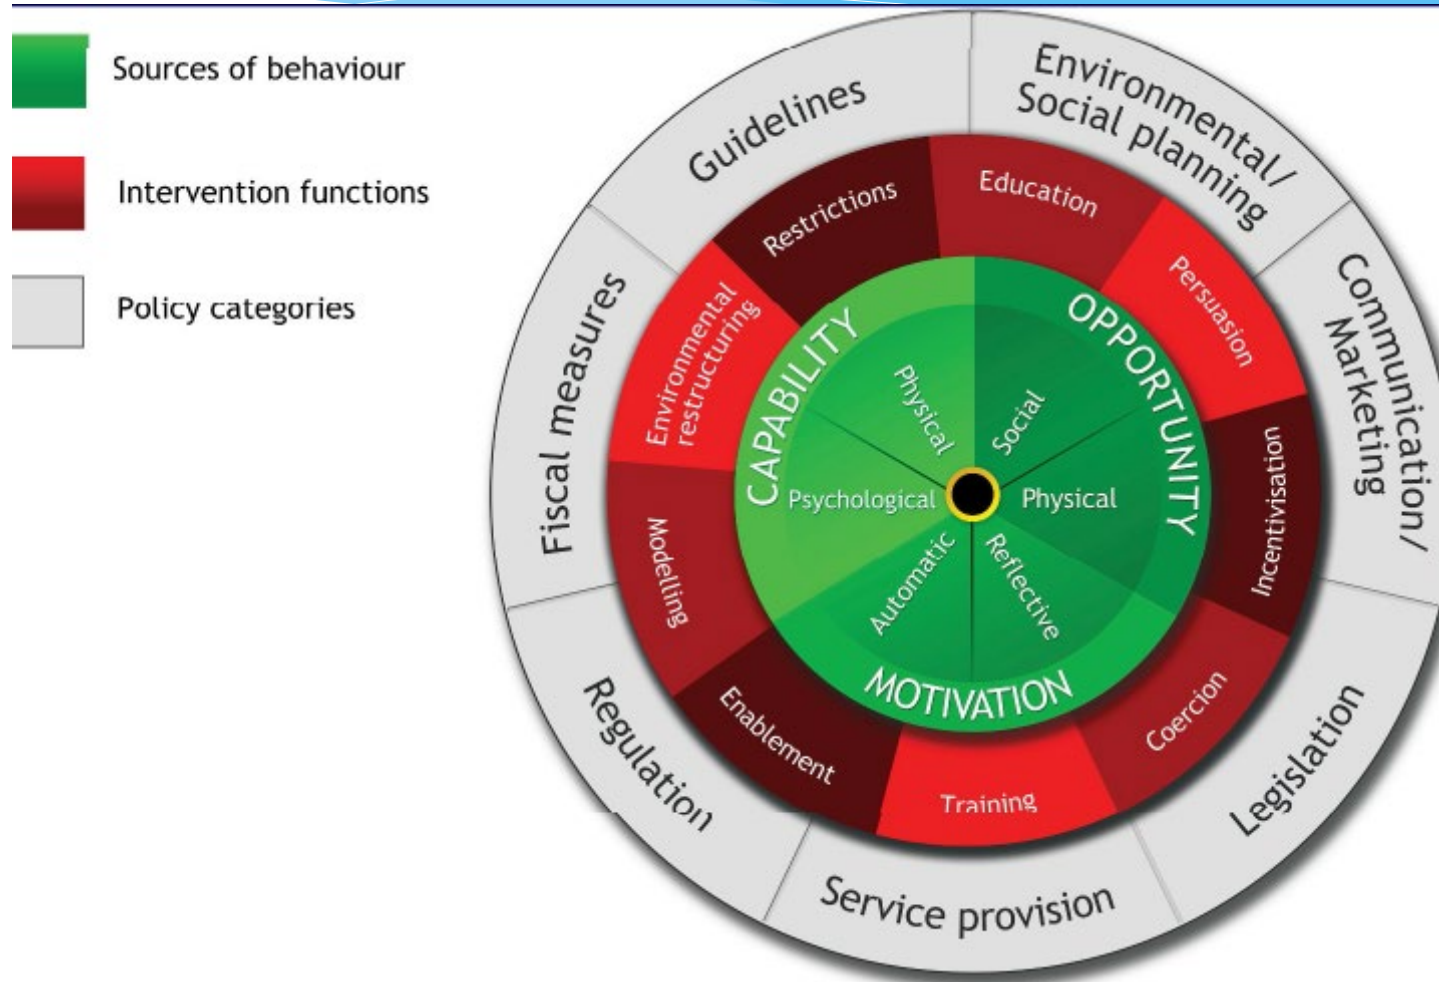 Sources of behaviour
Intervention functions
Policy categories
Guidelines
Environmental/
Social planning
Communication/
Marketing
Legislation
Service provision
Regulation
Fiscal measures
Restrictions
Education
Persuasion
Incentivisation
Coercion
Training
Enablement
Modelling
Environmental
restructuring
CAPABILITY
OPPORTUNITY
MOTIVATION
Physical
Social
Psychological
Physical
Automatic
Reflective